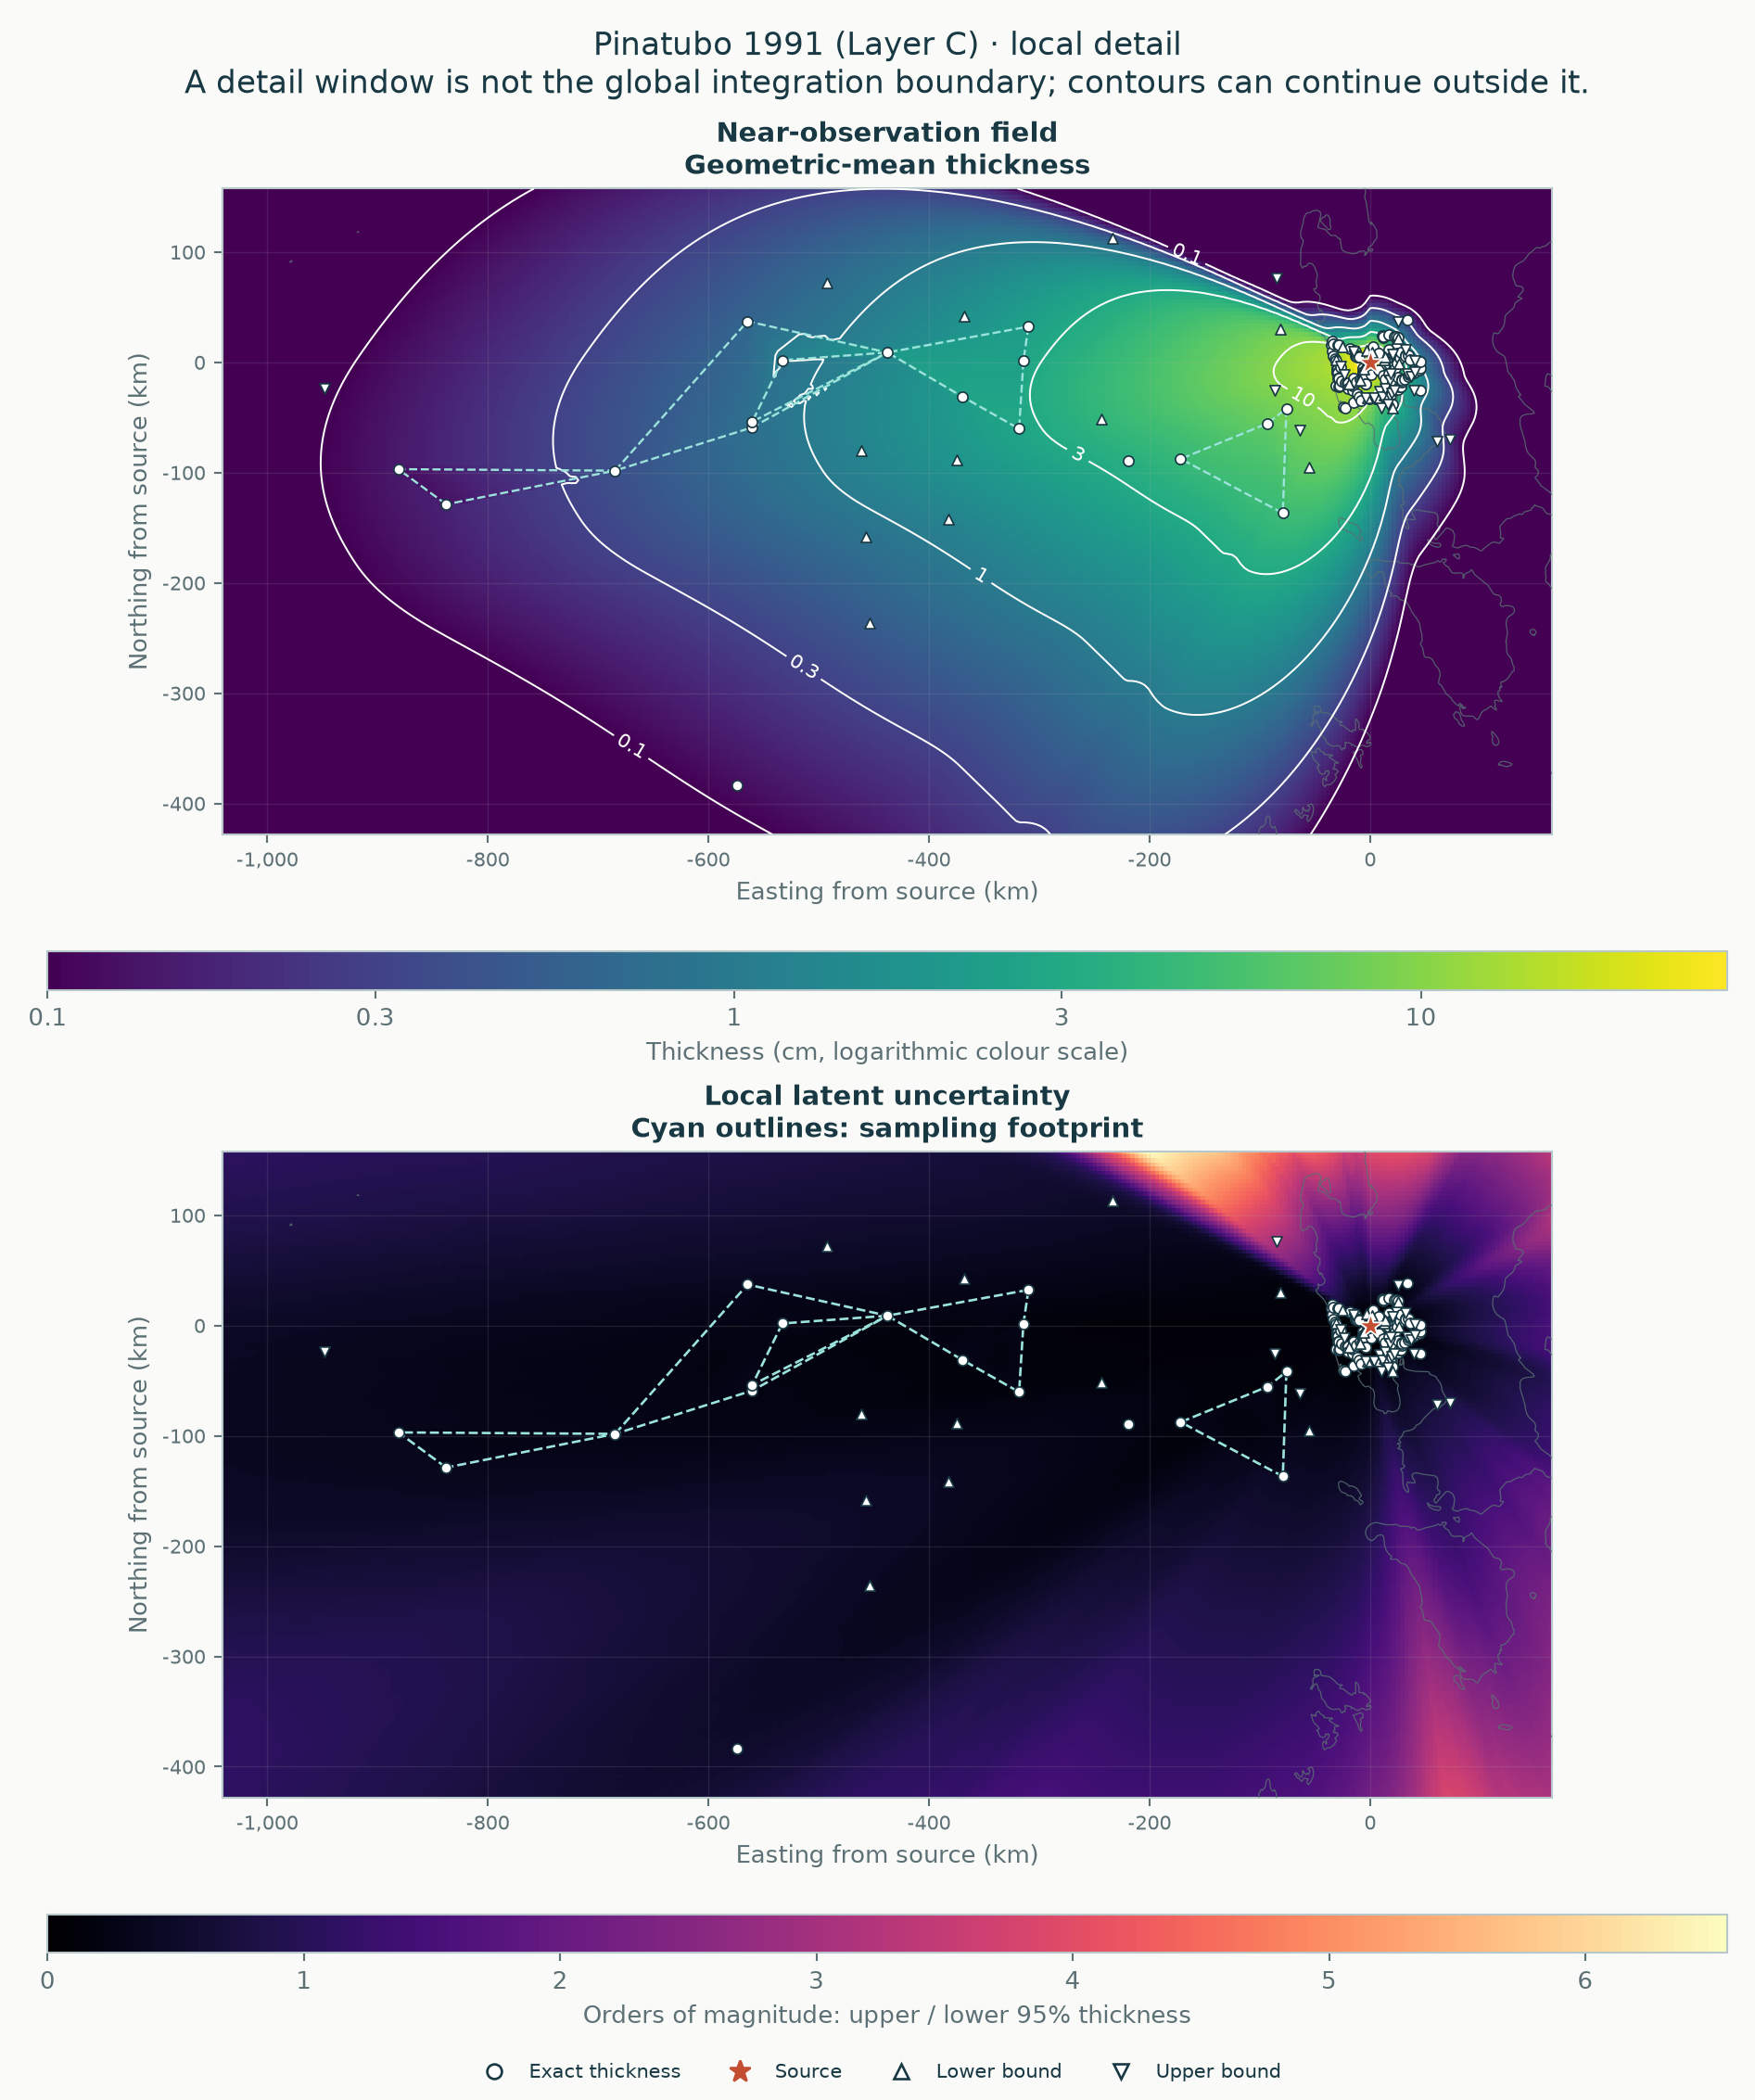 Pinatubo 1991 (Layer C) · local detail
A detail window is not the global integration boundary; contours can continue outside it.
Near-observation field
Geometric-mean thickness
Northing from source (km)
100
0
-100
-200
-300
-400
0.1
10
3
1
0.3
0.1
-1,000
-800
-600
-400
-200
0
Easting from source (km)
0.1
0.3
1
3
10
Thickness (cm, logarithmic colour scale)
Local latent uncertainty
Cyan outlines: sampling footprint
Northing from source (km)
100
0
-100
-200
-300
-400
-1,000
-800
-600
-400
-200
0
Easting from source (km)
0
1
2
3
4
5
6
Orders of magnitude: upper / lower 95% thickness
Exact thickness
Source
Lower bound
Upper bound